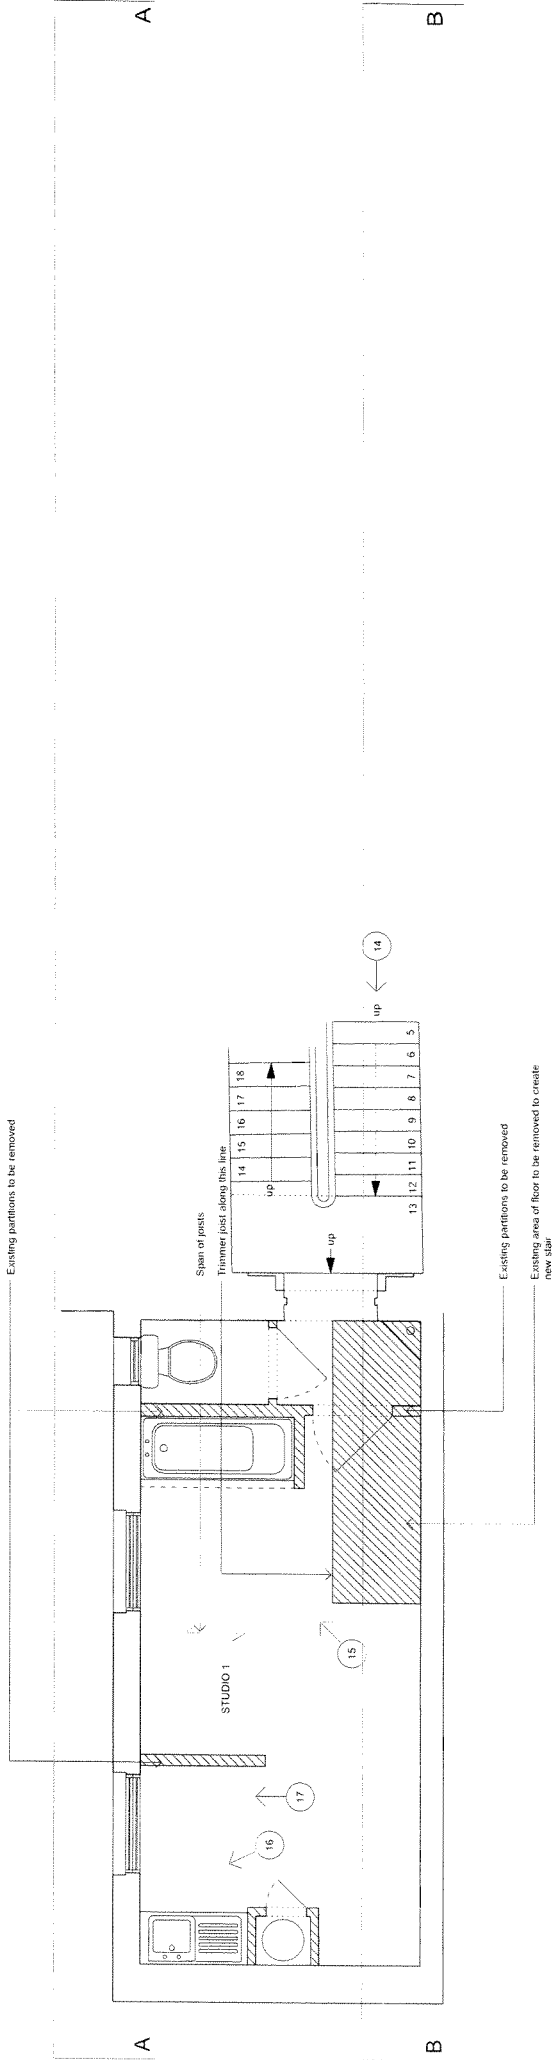 A
B
Existing partitions to be removed
Span of joists
Trimmer joist along this line
Existing partitions to be removed
Existing area of floor to be removed to create
new stair
14
15
16
17
18
up
up
up
5
6
7
8
9
10
11
12
13
14
15
16
17
STUDIO 1
A
B